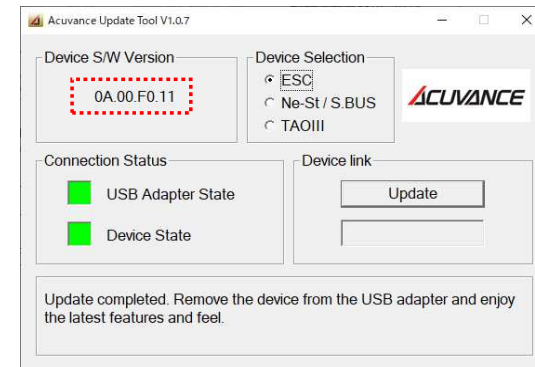 Acuvance Update Tool V1.0.7
Device S/W Version
0A.00.F0.11
Device Selection
ESC
Ne-St / S.BUS
TAOIII
ACUVANCE
Connection Status
USB Adapter State
Device State
Device link
Update
Update completed. Remove the device from the USB adapter and enjoy
the latest features and feel.